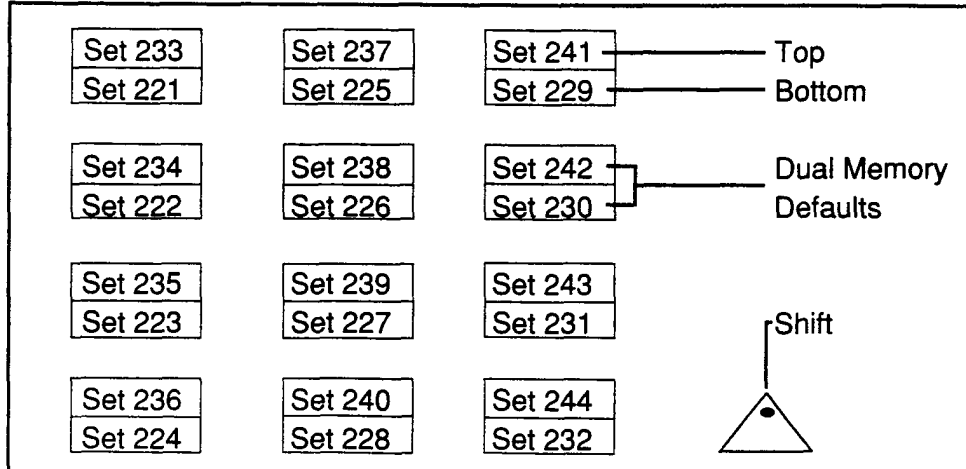 Set 233 Set 237 Set 241 Top
Set 221 Set 225 Set 229 Bottom
Set 234 Set 238 Set 242 Dual Memory
Set 222 Set 226 Set 230 Defaults
Set 235 Set 239 Set 243
Set 223 Set 227 Set 231 Shift
Set 236 Set 240 Set 244
Set 224 Set 228 Set 232